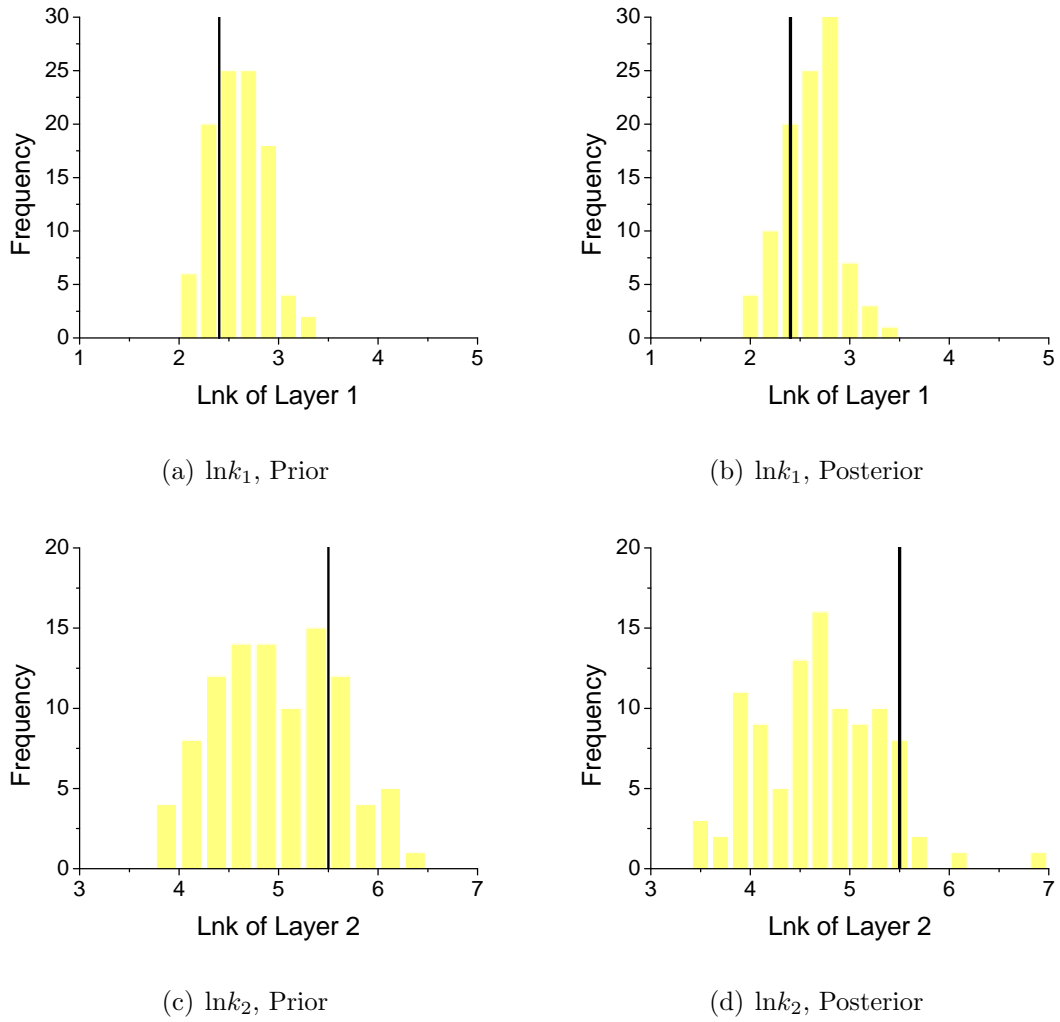 30
25
20
15
10
5
0
Frequency
1 2 3 4 5
Lnk of Layer 1
(a) lnk₁, Prior
30
25
20
15
10
5
0
Frequency
1 2 3 4 5
Lnk of Layer 1
(b) lnk₁, Posterior
20
15
10
5
0
Frequency
3 4 5 6 7
Lnk of Layer 2
(c) lnk₂, Prior
20
15
10
5
0
Frequency
3 4 5 6 7
Lnk of Layer 2
(d) lnk₂, Posterior